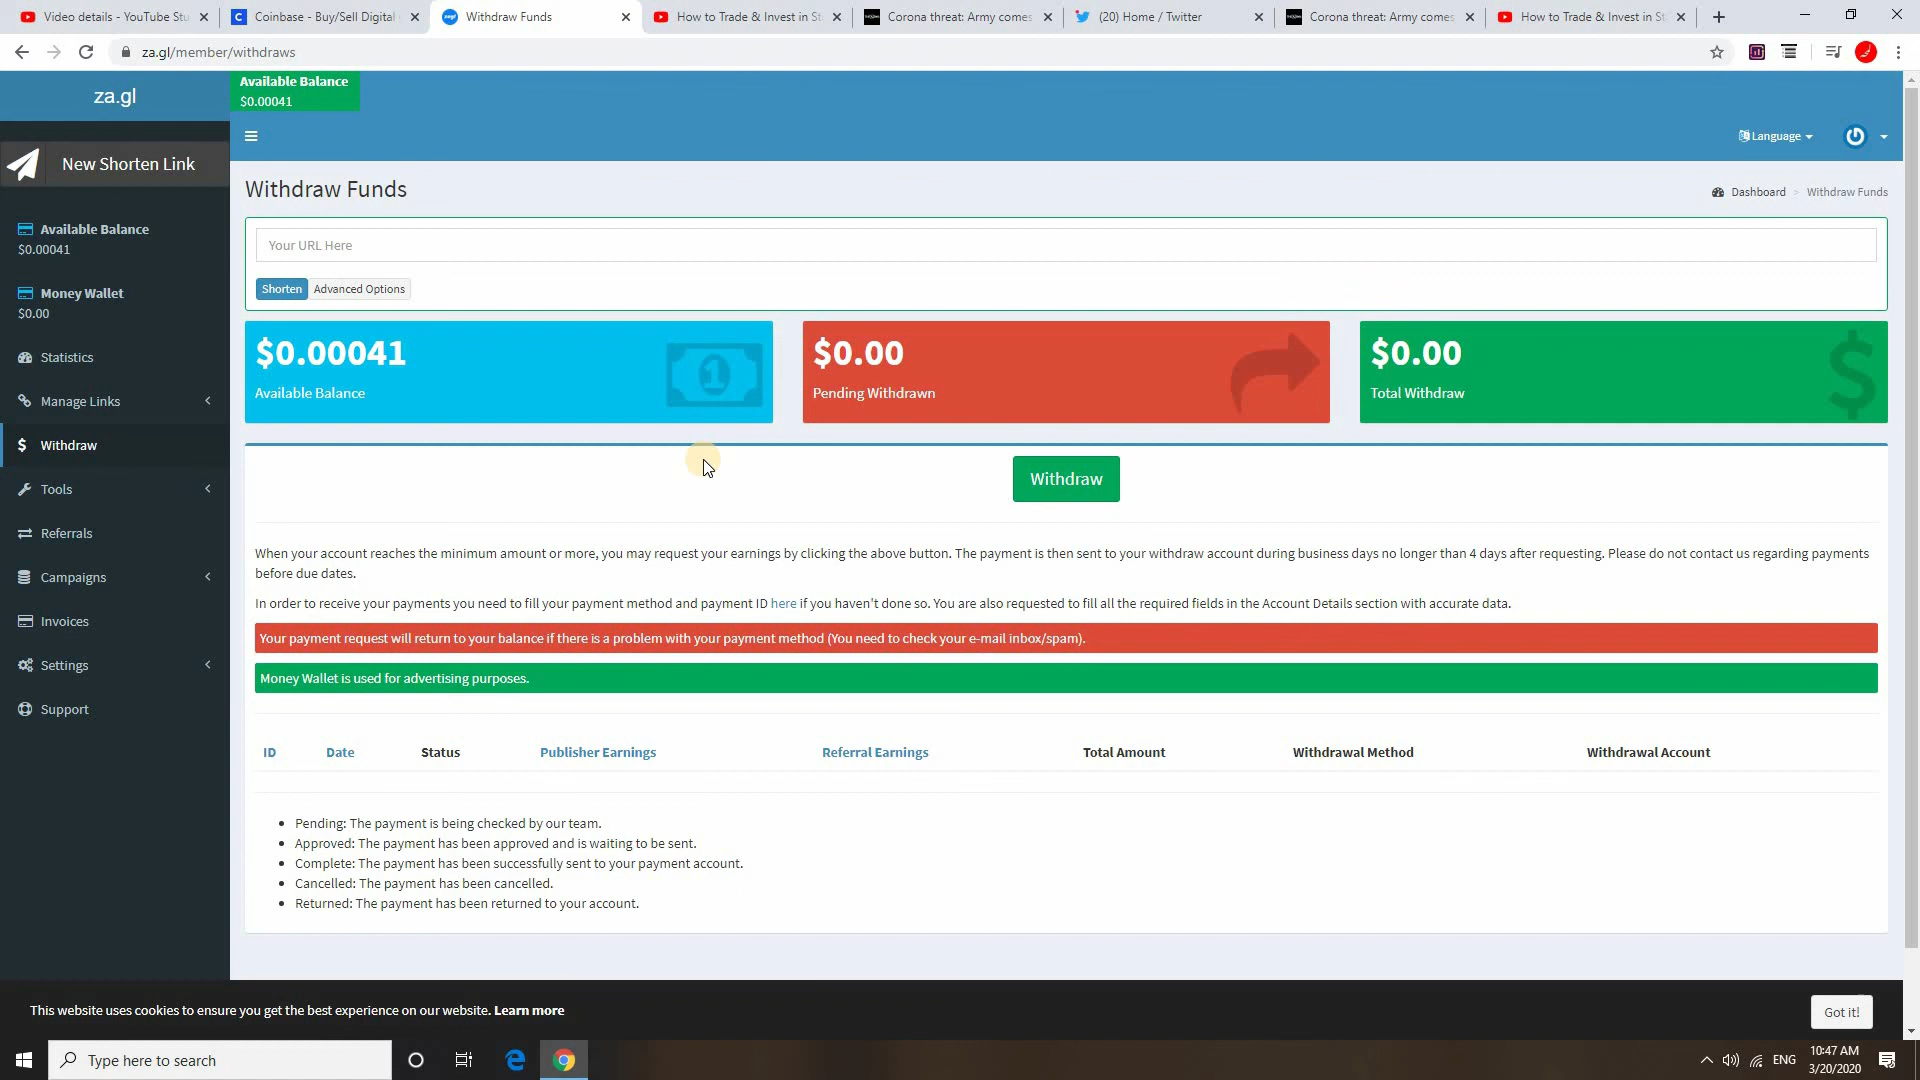 Video details - YouTube Stu
Coinbase - Buy/Sell Digital
Withdraw Funds
How to Trade & Invest in St
Corona threat: Army comes
(20) Home / Twitter
Corona threat: Army comes
How to Trade & Invest in St
za.gl/member/withdraws
za.gl
Available Balance
$0.00041
Language
New Shorten Link
Available Balance
$0.00041
Money Wallet
$0.00
Statistics
Manage Links
Withdraw
Tools
Referrals
Campaigns
Invoices
Settings
Support
Withdraw Funds
Dashboard > Withdraw Funds
Your URL Here
Shorten Advanced Options
$0.00041
Available Balance
$0.00
Pending Withdrawn
$0.00
Total Withdraw
Withdraw
When your account reaches the minimum amount or more, you may request your earnings by clicking the above button. The payment is then sent to your withdraw account during business days no longer than 4 days after requesting. Please do not contact us regarding payments
before due dates.
In order to receive your payments you need to fill your payment method and payment ID here if you haven't done so. You are also requested to fill all the required fields in the Account Details section with accurate data.
Your payment request will return to your balance if there is a problem with your payment method (You need to check your e-mail inbox/spam).
Money Wallet is used for advertising purposes.
ID Date Status Publisher Earnings Referral Earnings Total Amount Withdrawal Method Withdrawal Account
• Pending: The payment is being checked by our team.
• Approved: The payment has been approved and is waiting to be sent.
• Complete: The payment has been successfully sent to your payment account.
• Cancelled: The payment has been cancelled.
• Returned: The payment has been returned to your account.
This website uses cookies to ensure you get the best experience on our website. Learn more
Got it!
Type here to search
ENG
10:47 AM
3/20/2020